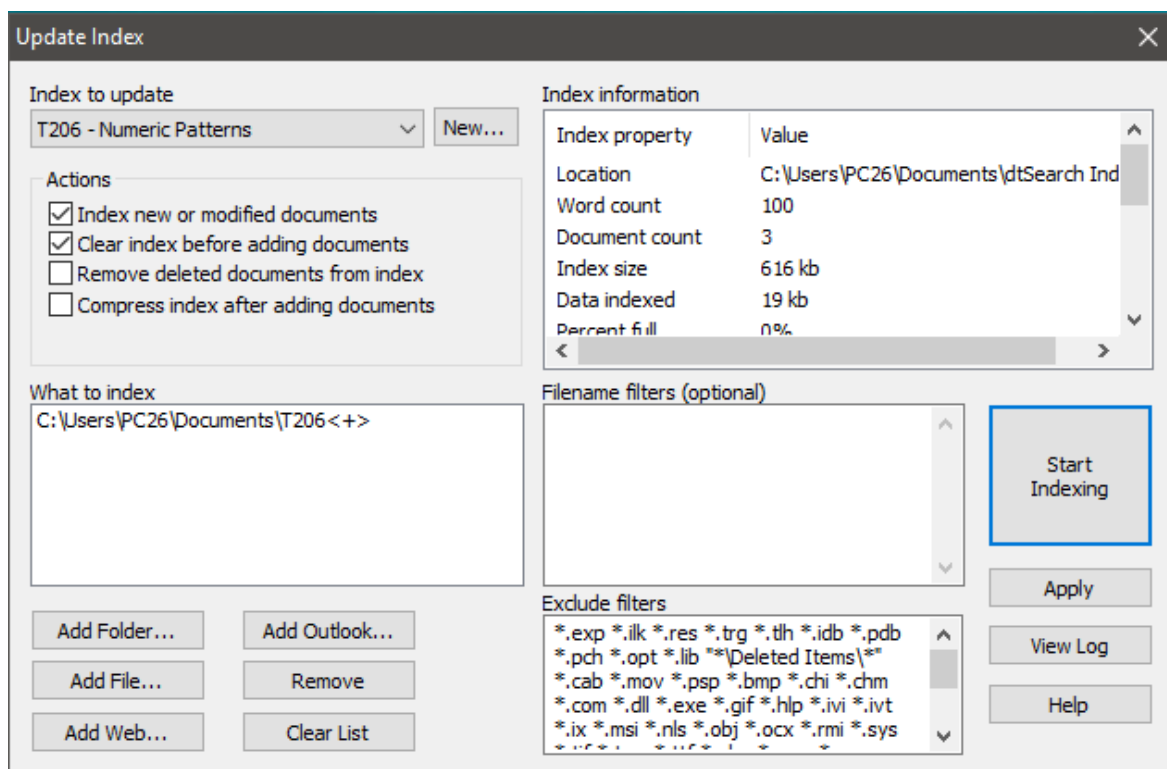 Update Index
Index to update
T206 - Numeric Patterns
New...
Actions
Index new or modified documents
Clear index before adding documents
Remove deleted documents from index
Compress index after adding documents
Index information
Index property Value
Location C:\Users\PC26\Documents\dtSearch Ind
Word count 100
Document count 3
Index size 616 kb
Data indexed 19 kb
Percent full 0%
What to index
C:\Users\PC26\Documents\T206<+>
Filename filters (optional)
Start
Indexing
Apply
View Log
Help
Exclude filters
*.exp *.ilk *.res *.trg *.tlh *.idb *.pdb
*.pch *.opt *.lib "*\Deleted Items\*"
*.cab *.mov *.psp *.bmp *.chi *.chm
*.com *.dll *.exe *.gif *.hlp *.ivi *.ivt
*.ix *.msi *.nls *.obj *.ocx *.rmi *.sys
Add Folder... Add Outlook...
Add File... Remove
Add Web... Clear List